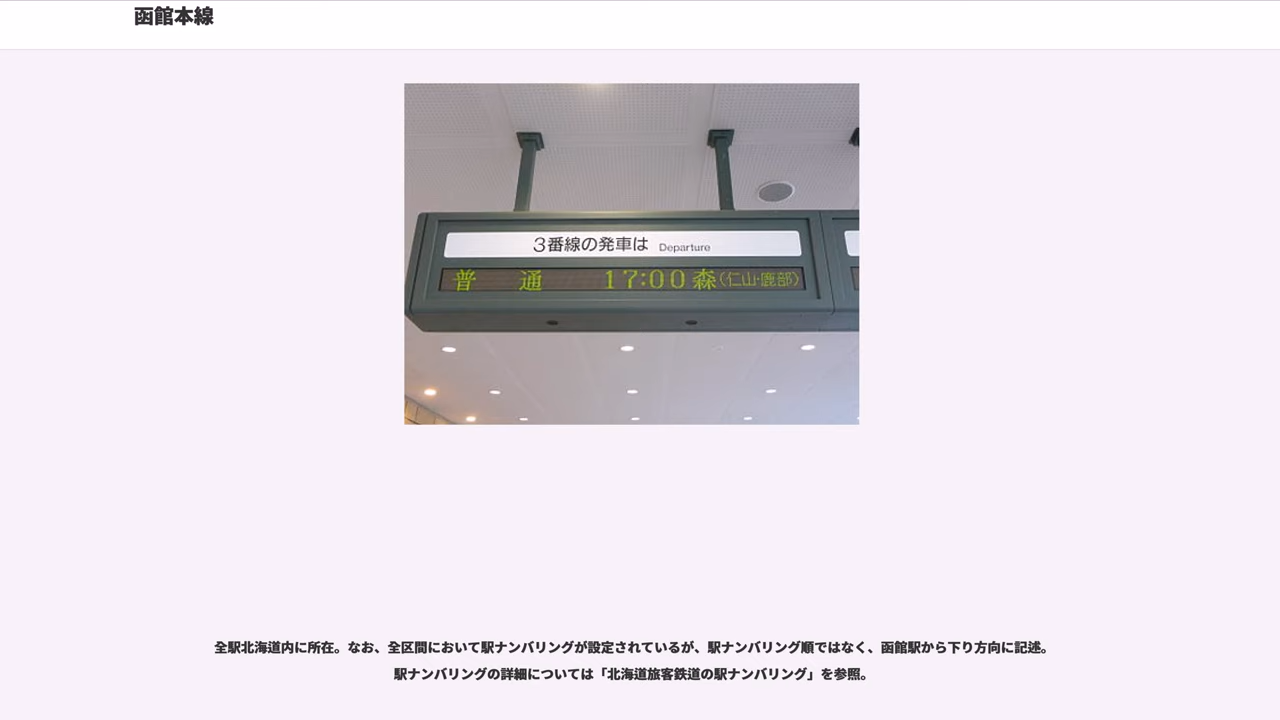 函館本線
3番線の発車は Departure
普 通 17:00 森(仁山・鹿部)
全駅北海道内に所在。なお、全区間において駅ナンバリングが設定されているが、駅ナンバリング順ではなく、函館駅から下り方向に記述。
駅ナンバリングの詳細については「北海道旅客鉄道の駅ナンバリング」を参照。